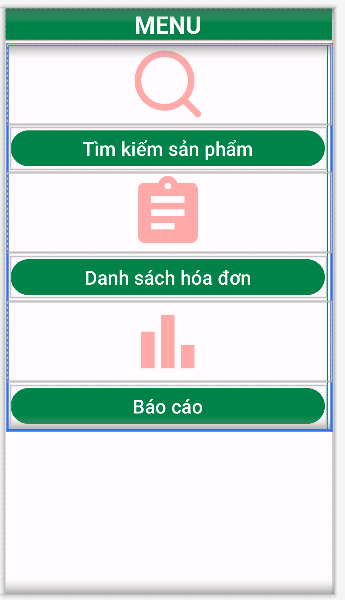 MENU
Tìm kiếm sản phẩm
Danh sách hóa đơn
Báo cáo